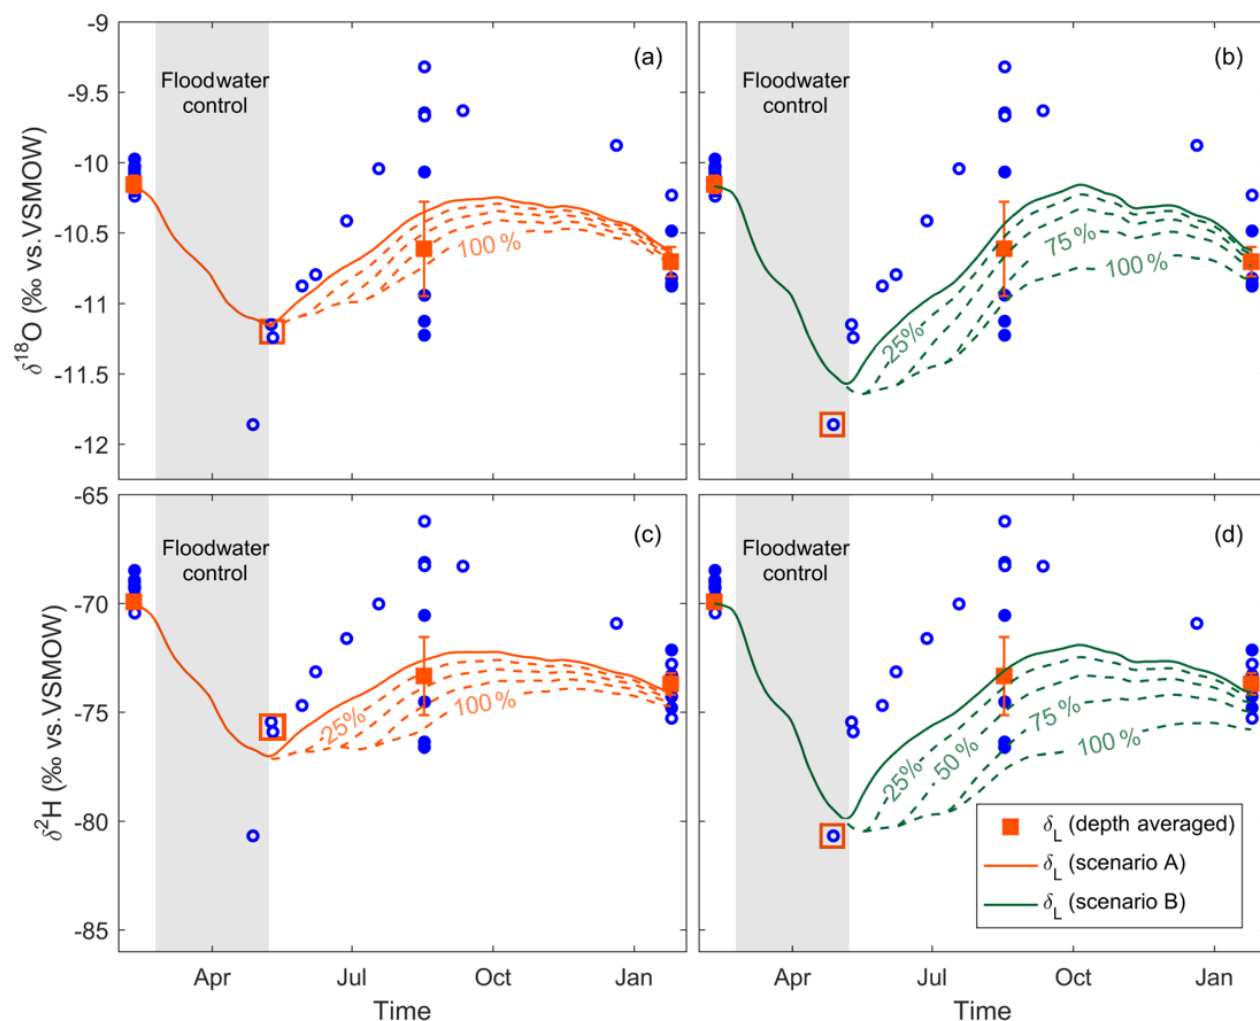 -9
-9.5
-10
-10.5
-11
-11.5
-12
δ18O (‰ vs.VSMOW)
Floodwater
control
(a)
100 %
Floodwater
control
(b)
25%
75 %
100 %
-65
-70
-75
-80
-85
δ2H (‰ vs.VSMOW)
Floodwater
control
(c)
25%
100 %
Apr
Jul
Oct
Jan
Time
Floodwater
control
(d)
25%
50 %
75 %
100 %
δL (depth averaged)
δL (scenario A)
δL (scenario B)
Apr
Jul
Oct
Jan
Time